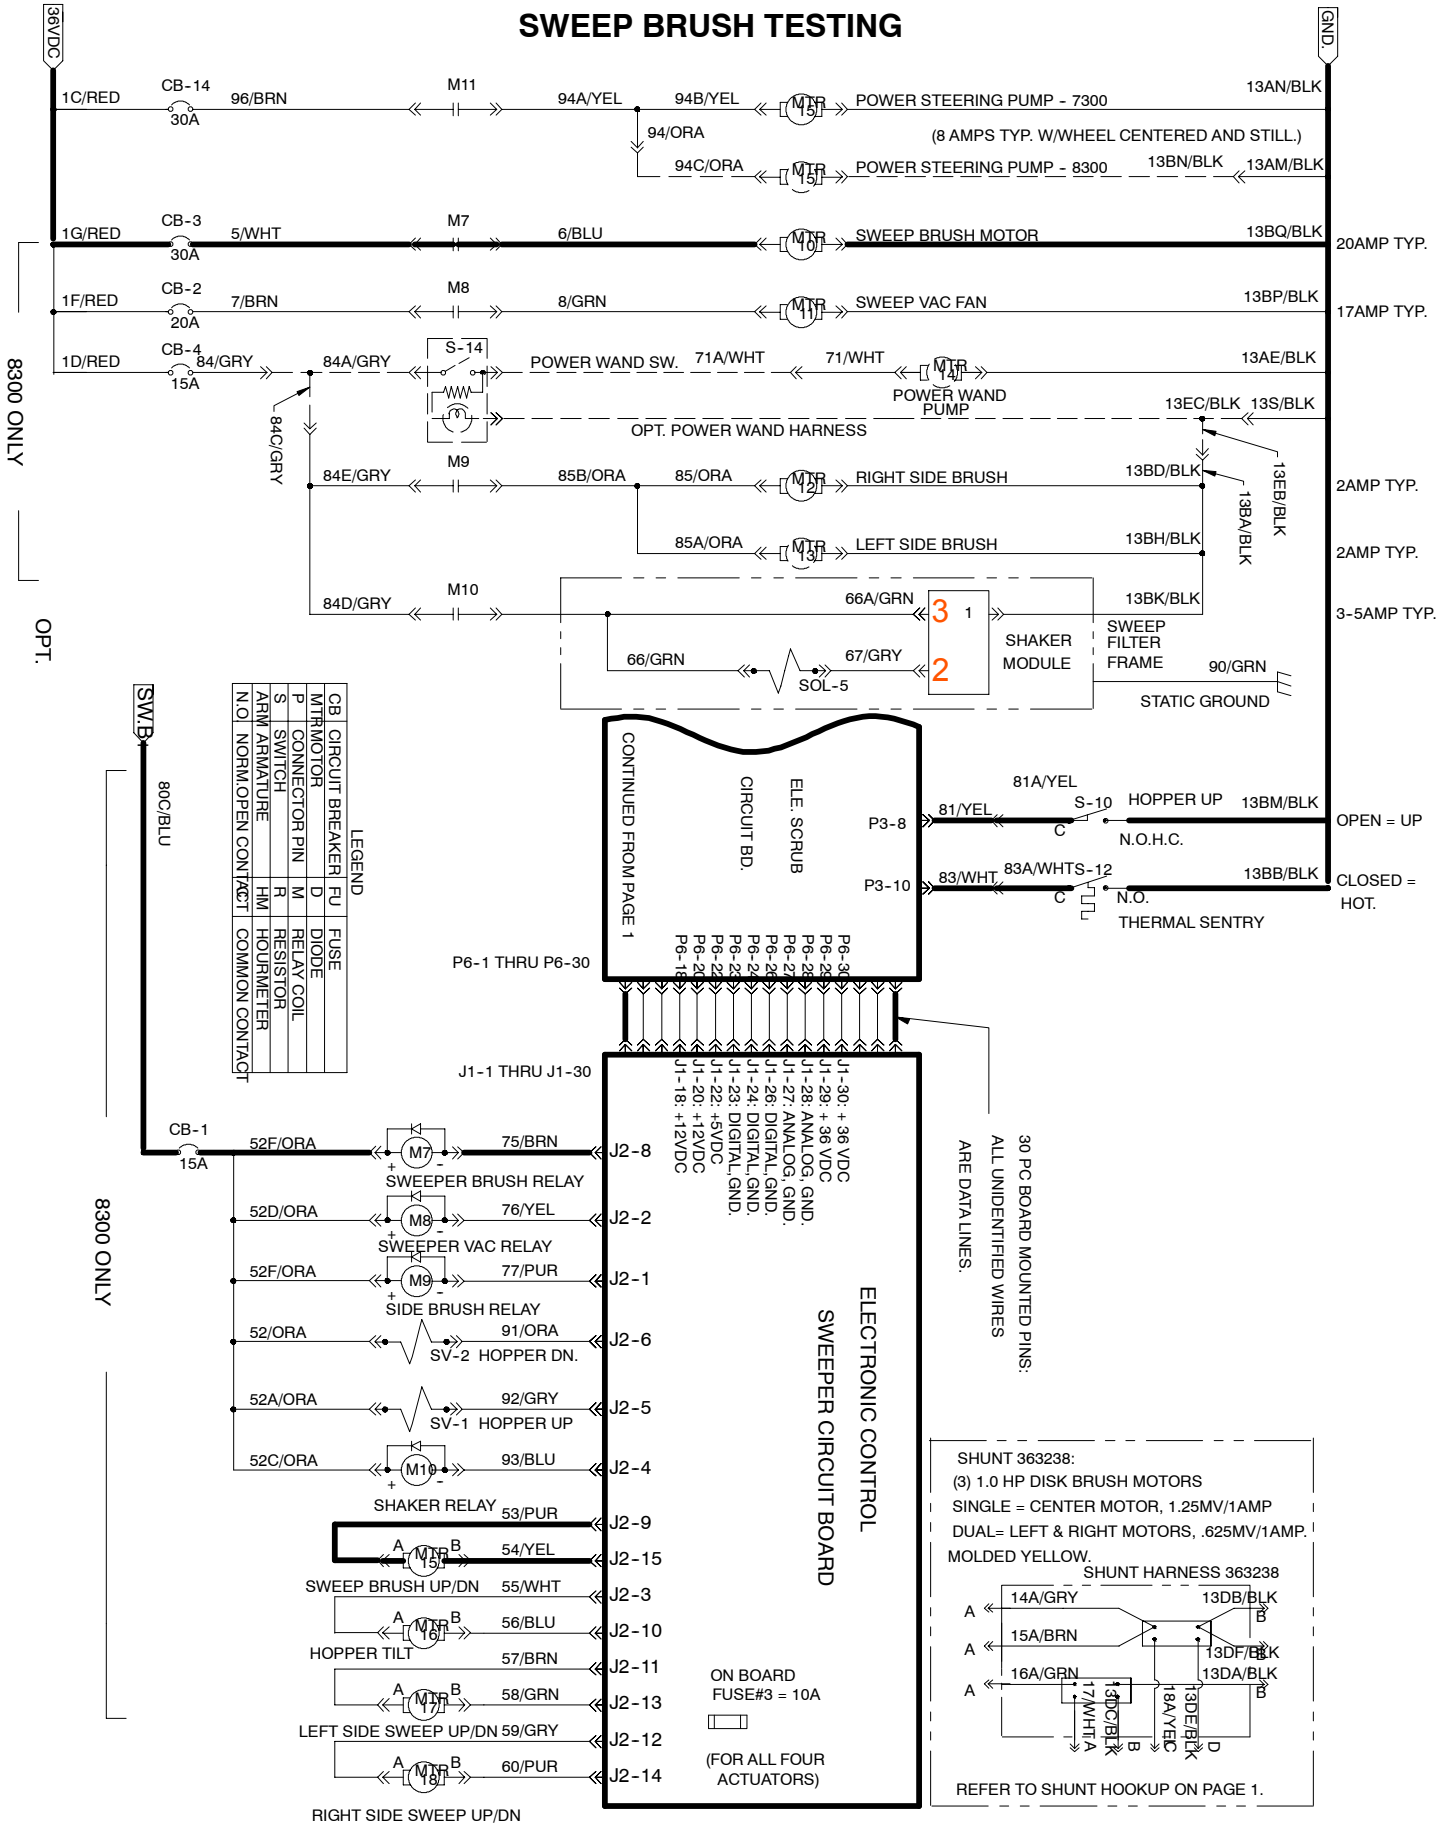 SWEEP BRUSH TESTING
36VDC
GND.
1C/RED
CB-14
30A
96/BRN
M11
94A/YEL
94B/YEL
MTR
15
POWER STEERING PUMP - 7300
13AN/BLK
(8 AMPS TYP. W/WHEEL CENTERED AND STILL.)
94/ORA
94C/ORA
MTR
15
POWER STEERING PUMP - 8300
13BN/BLK
13AM/BLK
1G/RED
CB-3
30A
5/WHT
M7
6/BLU
MTR
10
SWEEP BRUSH MOTOR
13BQ/BLK
20AMP TYP.
1F/RED
CB-2
20A
7/BRN
M8
8/GRN
MTR
11
SWEEP VAC FAN
13BP/BLK
17AMP TYP.
1D/RED
CB-4
15A
84/GRY
84A/GRY
S-14
POWER WAND SW.
71A/WHT
71/WHT
MTR
14
POWER WAND
PUMP
13AE/BLK
8300 ONLY
OPT.
84C/GRY
OPT. POWER WAND HARNESS
13EC/BLK
13S/BLK
13EB/BLK
13BA/BLK
84E/GRY
M9
85B/ORA
85/ORA
MTR
12
RIGHT SIDE BRUSH
13BD/BLK
2AMP TYP.
85A/ORA
MTR
13
LEFT SIDE BRUSH
13BH/BLK
2AMP TYP.
84D/GRY
M10
66A/GRN
3
1
13BK/BLK
3-5AMP TYP.
66/GRN
SOL-5
67/GRY
2
SHAKER
MODULE
SWEEP
FILTER
FRAME
90/GRN
STATIC GROUND
SW.B+
80C/BLU
LEGEND
CB CIRCUIT BREAKER FU FUSE
MTR MOTOR D DIODE
P CONNECTOR PIN M RELAY COIL
S SWITCH R RESISTOR
ARM ARMATURE HM HOURMETER
N.O NORM.OPEN CONTACT C COMMON CONTACT
CONTINUED FROM PAGE 1
CIRCUIT BD.
ELE. SCRUB
P3-8
81/YEL
81A/YEL
S-10
C
HOPPER UP
N.O.H.C.
13BM/BLK
OPEN = UP
P3-10
83/WHT
83A/WHT
S-12
C
N.O.
THERMAL SENTRY
13BB/BLK
CLOSED =
HOT.
P6-1 THRU P6-30
P6-18
P6-20
P6-22
P6-23
P6-24
P6-26
P6-27
P6-28
P6-29
P6-30
J1-1 THRU J1-30
J1-18: +12VDC
J1-20: +12VDC
J1-22: +5VDC
J1-23: DIGITAL,GND.
J1-24: DIGITAL,GND.
J1-26: DIGITAL,GND.
J1-27: ANALOG, GND.
J1-28: ANALOG, GND.
J1-29: + 36 VDC
J1-30: + 36 VDC
30 PC BOARD MOUNTED PINS:
ALL UNIDENTIFIED WIRES
ARE DATA LINES.
8300 ONLY
CB-1
15A
52F/ORA
M7
+ -
75/BRN
J2-8
SWEEPER BRUSH RELAY
52D/ORA
M8
+ -
76/YEL
J2-2
SWEEPER VAC RELAY
52F/ORA
M9
+ -
77/PUR
J2-1
SIDE BRUSH RELAY
52/ORA
91/ORA
J2-6
SV-2 HOPPER DN.
52A/ORA
92/GRY
J2-5
SV-1 HOPPER UP
52C/ORA
M10
+ -
93/BLU
J2-4
SHAKER RELAY
53/PUR
J2-9
A MTR B
15
54/YEL
J2-15
SWEEP BRUSH UP/DN
55/WHT
J2-3
A MTR B
16
56/BLU
J2-10
HOPPER TILT
57/BRN
J2-11
A MTR B
17
58/GRN
J2-13
LEFT SIDE SWEEP UP/DN
59/GRY
J2-12
A MTR B
18
60/PUR
J2-14
RIGHT SIDE SWEEP UP/DN
ELECTRONIC CONTROL
SWEEPER CIRCUIT BOARD
ON BOARD
FUSE#3 = 10A
(FOR ALL FOUR
ACTUATORS)
SHUNT 363238:
(3) 1.0 HP DISK BRUSH MOTORS
SINGLE = CENTER MOTOR, 1.25MV/1AMP
DUAL= LEFT & RIGHT MOTORS, .625MV/1AMP.
MOLDED YELLOW.
SHUNT HARNESS 363238
A 14A/GRY 13DB/BLK B
A 15A/BRN 13DF/BLK B
A 16A/GRN 13DA/BLK B
17/WHT A
13DC/BLK B
18A/YEL C
13DE/BLK D
REFER TO SHUNT HOOKUP ON PAGE 1.